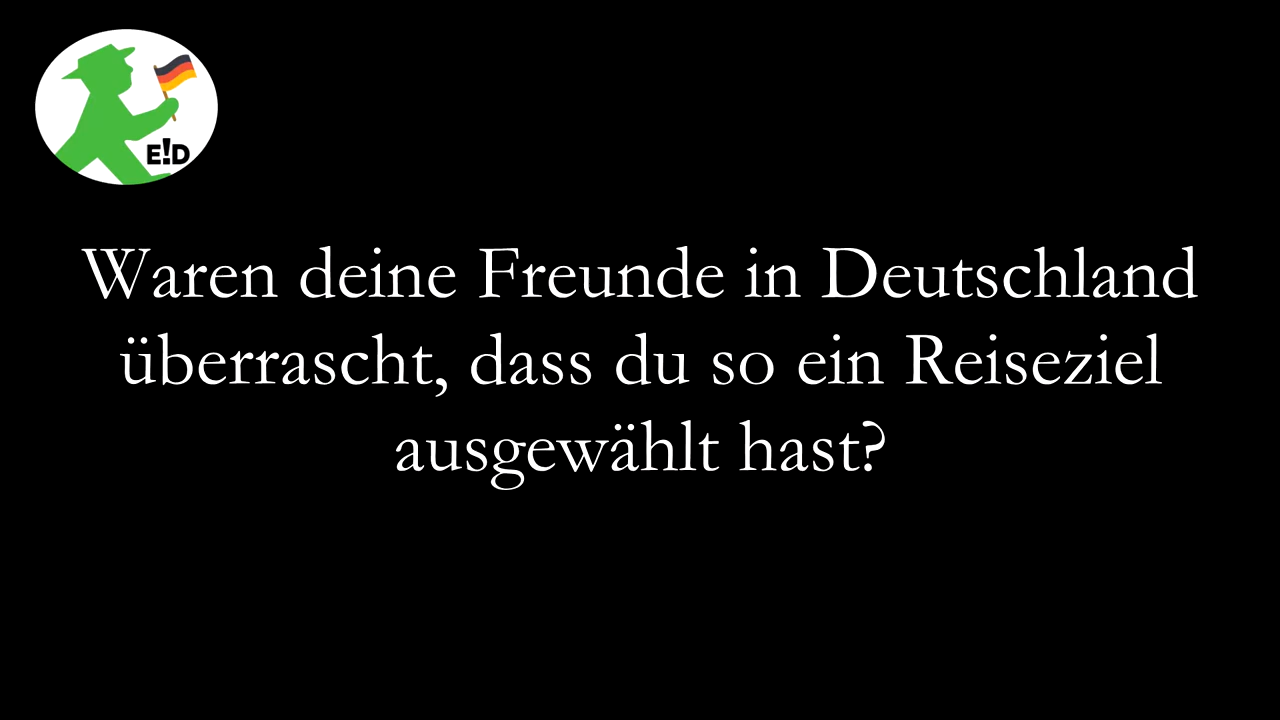 E!D
Waren deine Freunde in Deutschland
überrascht, dass du so ein Reiseziel
ausgewählt hast?